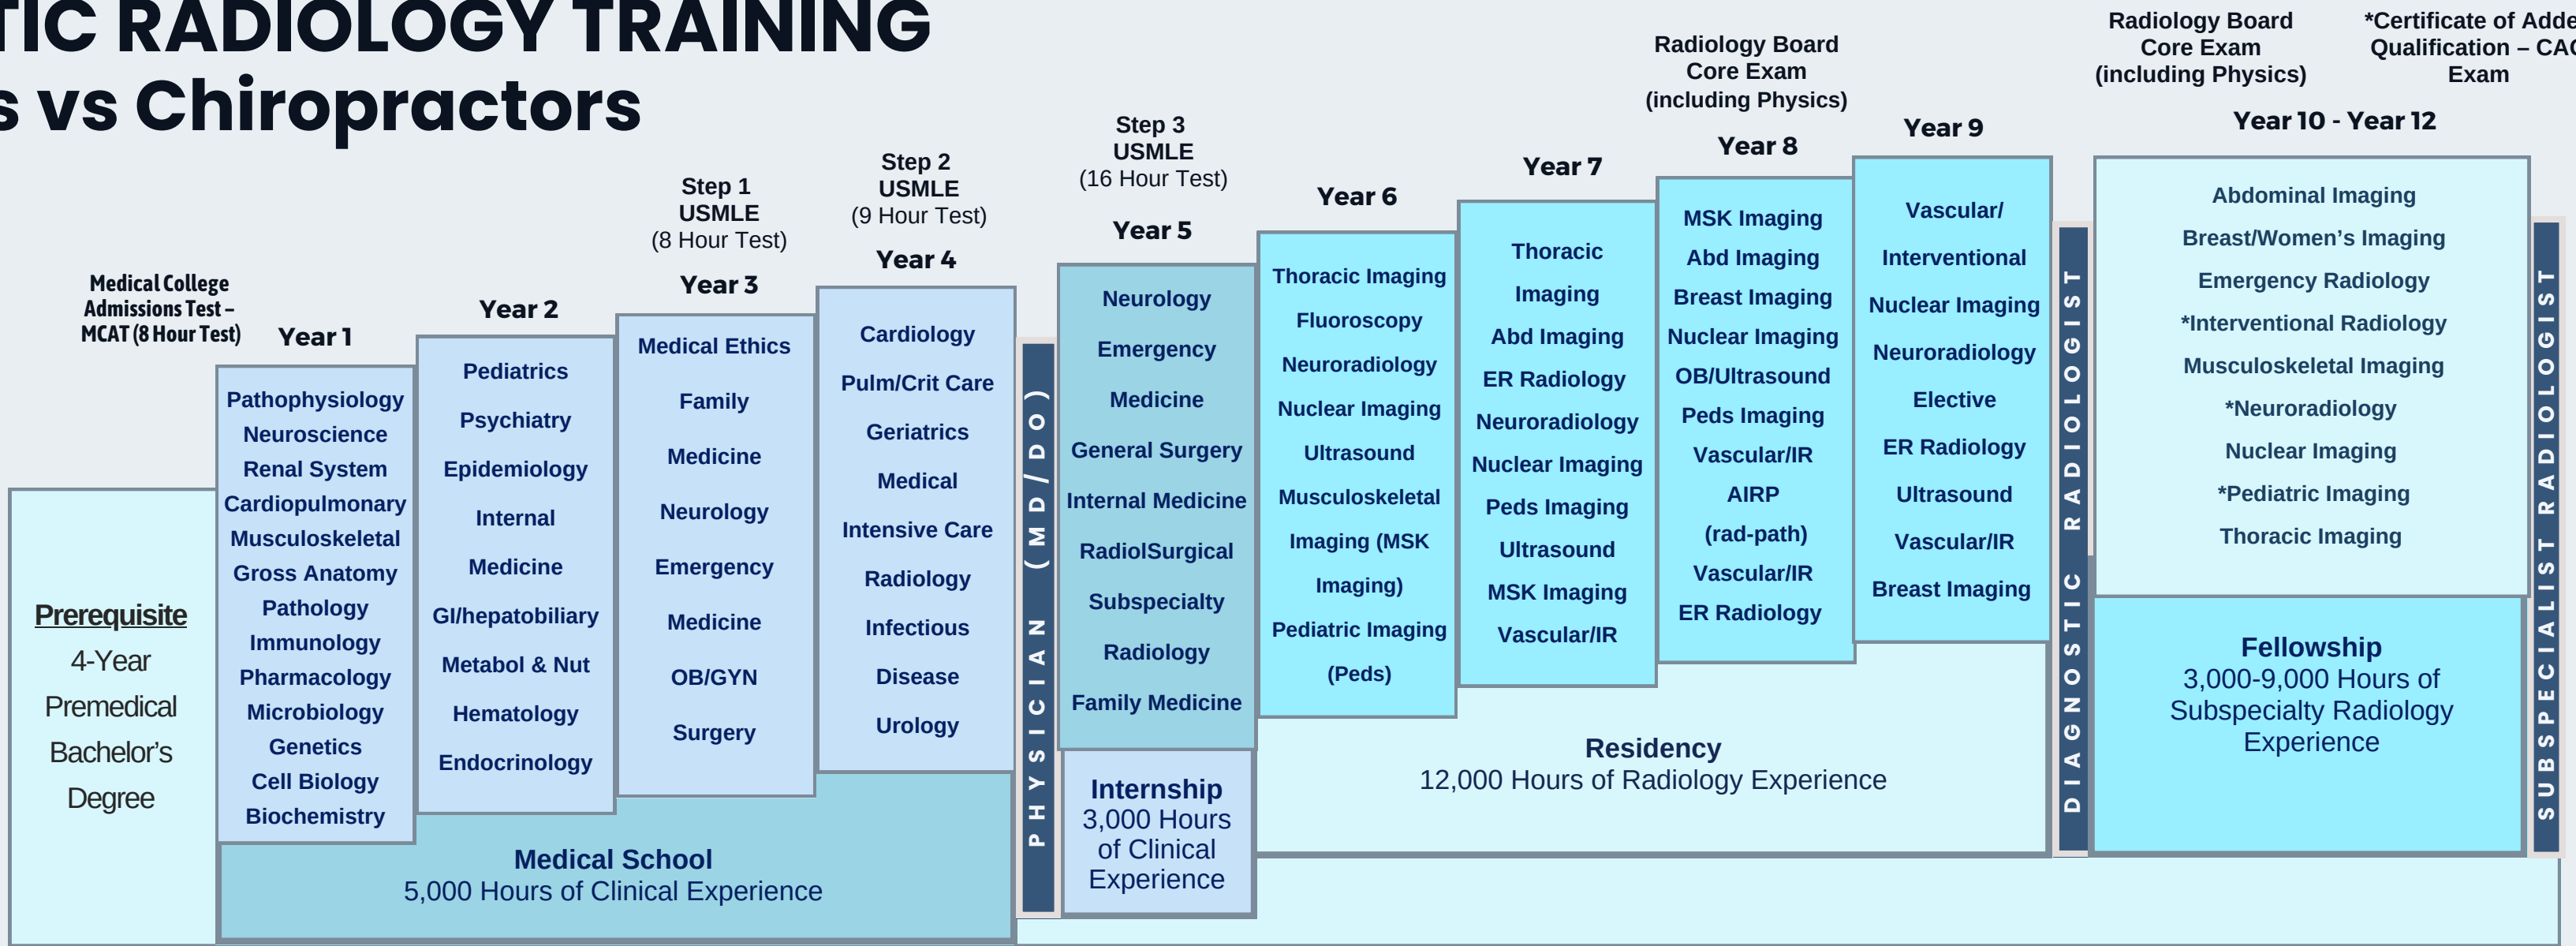 TIC RADIOLOGY TRAINING
s vs Chiropractors
Medical College
Admissions Test –
MCAT (8 Hour Test)
Prerequisite
4-Year
Premedical
Bachelor’s
Degree
Year 1
Pathophysiology
Neuroscience
Renal System
Cardiopulmonary
Musculoskeletal
Gross Anatomy
Pathology
Immunology
Pharmacology
Microbiology
Genetics
Cell Biology
Biochemistry
Year 2
Pediatrics
Psychiatry
Epidemiology
Internal
Medicine
GI/hepatobiliary
Metabol & Nut
Hematology
Endocrinology
Step 1
USMLE
(8 Hour Test)
Year 3
Medical Ethics
Family
Medicine
Neurology
Emergency
Medicine
OB/GYN
Surgery
Step 2
USMLE
(9 Hour Test)
Year 4
Cardiology
Pulm/Crit Care
Geriatrics
Medical
Intensive Care
Radiology
Infectious
Disease
Urology
Medical School
5,000 Hours of Clinical Experience
PHYSICIAN (MD/DO)
Step 3
USMLE
(16 Hour Test)
Year 5
Neurology
Emergency
Medicine
General Surgery
Internal Medicine
RadiolSurgical
Subspecialty
Radiology
Family Medicine
Internship
3,000 Hours
of Clinical
Experience
Year 6
Thoracic Imaging
Fluoroscopy
Neuroradiology
Nuclear Imaging
Ultrasound
Musculoskeletal
Imaging (MSK
Imaging)
Pediatric Imaging
(Peds)
Year 7
Thoracic
Imaging
Abd Imaging
ER Radiology
Neuroradiology
Nuclear Imaging
Peds Imaging
Ultrasound
MSK Imaging
Vascular/IR
Radiology Board
Core Exam
(including Physics)
Year 8
MSK Imaging
Abd Imaging
Breast Imaging
Nuclear Imaging
OB/Ultrasound
Peds Imaging
Vascular/IR
AIRP
(rad-path)
Vascular/IR
ER Radiology
Year 9
Vascular/
Interventional
Nuclear Imaging
Neuroradiology
Elective
ER Radiology
Ultrasound
Vascular/IR
Breast Imaging
Residency
12,000 Hours of Radiology Experience
DIAGNOSTIC RADIOLOGIST
Radiology Board
Core Exam
(including Physics)
*Certificate of Adde
Qualification – CAQ
Exam
Year 10 - Year 12
Abdominal Imaging
Breast/Women’s Imaging
Emergency Radiology
*Interventional Radiology
Musculoskeletal Imaging
*Neuroradiology
Nuclear Imaging
*Pediatric Imaging
Thoracic Imaging
Fellowship
3,000-9,000 Hours of
Subspecialty Radiology
Experience
SUBSPECIALIST RRADIOLOGIST